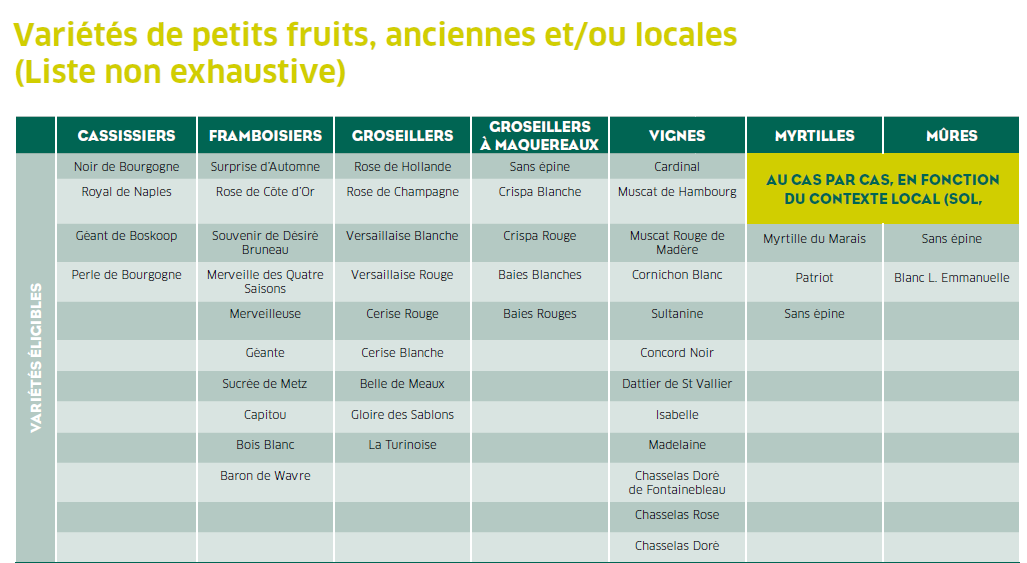 Variétés de petits fruits, anciennes et/ou locales
(Liste non exhaustive)
CASSISSIERS FRAMBOISIERS GROSEILLERS GROSEILLERS À MAQUEREAUX VIGNES MYRTILLES MÛRES
VARIÉTÉS ÉLIGIBLES
Noir de Bourgogne Surprise d'Automne Rose de Hollande Sans épine Cardinal
AU CAS PAR CAS, EN FONCTION
DU CONTEXTE LOCAL (SOL,
Royal de Naples Rose de Côte d'Or Rose de Champagne Crispa Blanche Muscat de Hambourg
Géant de Boskoop Souvenir de Désiré Bruneau Versaillaise Blanche Crispa Rouge Muscat Rouge de Madère Myrtille du Marais Sans épine
Perle de Bourgogne Merveille des Quatre Saisons Versaillaise Rouge Baies Blanches Cornichon Blanc Patriot Blanc L. Emmanuelle
Merveilleuse Cerise Rouge Baies Rouges Sultanine Sans épine
Géante Cerise Blanche Concord Noir
Sucrée de Metz Belle de Meaux Dattier de St Vallier
Capitou Gloire des Sablons Isabelle
Bois Blanc La Turinoise Madelaine
Baron de Wavre Chasselas Doré de Fontainebleau
Chasselas Rose
Chasselas Doré